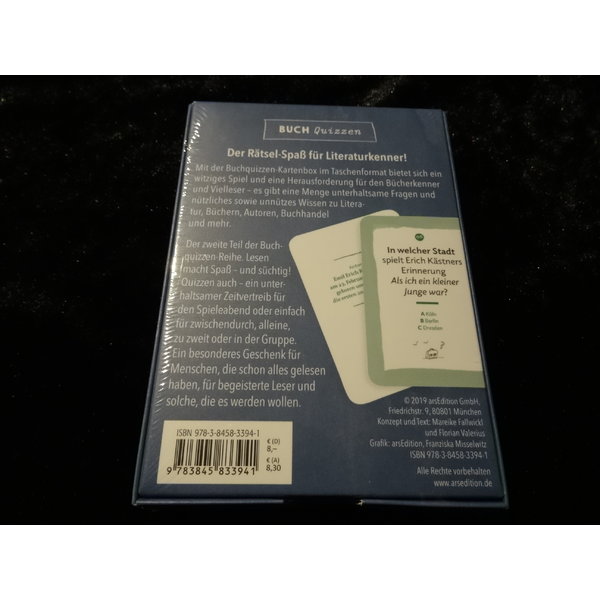 BUCH Quizzen
Der Rätsel-Spaß für Literaturkenner!
Mit der Buchquizzen-Kartenbox im Taschenformat bietet sich ein
witziges Spiel und eine Herausforderung für den Bücherkenner
und Vielleser – es gibt eine Menge unterhaltsame Fragen und
nützliches sowie unnützes Wissen zu Litera-
tur, Büchern, Autoren, Buchhandel
und mehr.
Der zweite Teil der Buch-
quizzen-Reihe. Lesen
macht Spaß – und süchtig!
Quizzen auch – ein unter-
haltsamer Zeitvertreib für
den Spieleabend oder einfach
für zwischendurch, alleine,
zu zweit oder in der Gruppe.
Ein besonderes Geschenk für
Menschen, die schon alles gelesen
haben, für begeisterte Leser und
solche, die es werden wollen.
Emil Erich
am 23. Februar
geboren
die ersten
In welcher Stadt
spielt Erich Kästners
Erinnerung
Als ich ein kleiner
Junge war?
A Köln
B Berlin
C Dresden
© 2019 arsEdition GmbH,
Friedrichstr. 9, 80801 München
Konzept und Text: Mareike Fallwickl
und Florian Valerius
Grafik: arsEdition, Franziska Misselwitz
ISBN 978-3-8458-3394-1
Alle Rechte vorbehalten
www.arsedition.de
ISBN 978-3-8458-3394-1
9 783845 833941
€ (D)
8,–
€ (A)
8,30